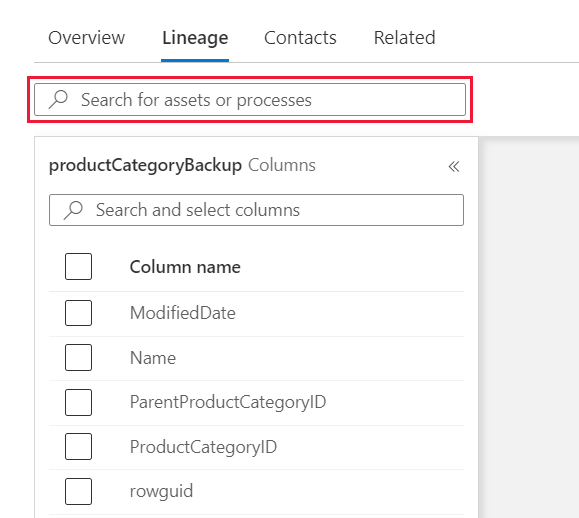 Overview Lineage Contacts Related
Search for assets or processes
productCategoryBackup Columns
Search and select columns
Column name
ModifiedDate
Name
ParentProductCategoryID
ProductCategoryID
rowguid